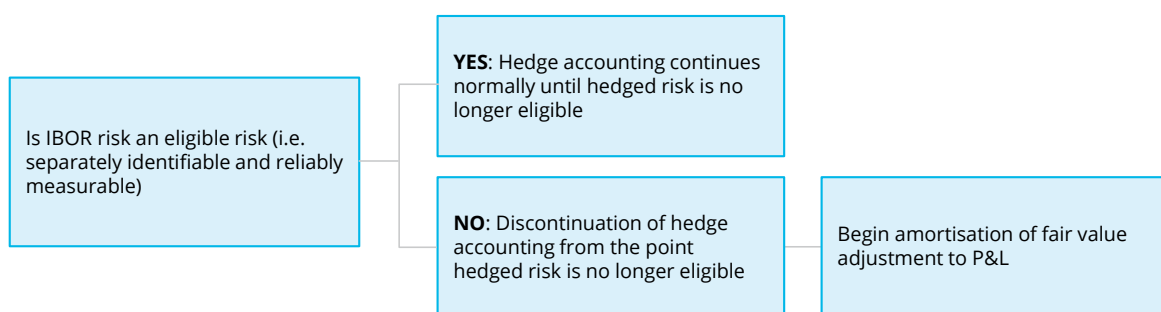 Is IBOR risk an eligible risk (i.e.
separately identifiable and reliably
measurable)
YES: Hedge accounting continues
normally until hedged risk is no
longer eligible
NO: Discontinuation of hedge
accounting from the point
hedged risk is no longer eligible
Begin amortisation of fair value
adjustment to P&L